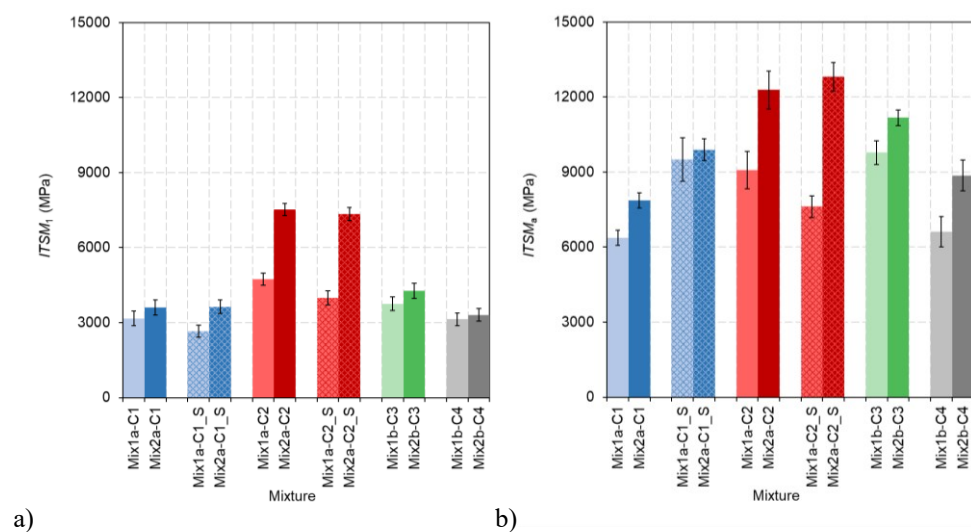 15000
12000
9000
6000
3000
0
ITSM1 (MPa)
Mix1a-C1
Mix2a-C1
Mix1a-C1_S
Mix2a-C1_S
Mix1a-C2
Mix2a-C2
Mix1a-C2_S
Mix2a-C2_S
Mix1b-C3
Mix2b-C3
Mix1b-C4
Mix2b-C4
Mixture
a)
15000
12000
9000
6000
3000
0
ITSMa (MPa)
Mix1a-C1
Mix2a-C1
Mix1a-C1_S
Mix2a-C1_S
Mix1a-C2
Mix2a-C2
Mix1a-C2_S
Mix2a-C2_S
Mix1b-C3
Mix2b-C3
Mix1b-C4
Mix2b-C4
Mixture
b)